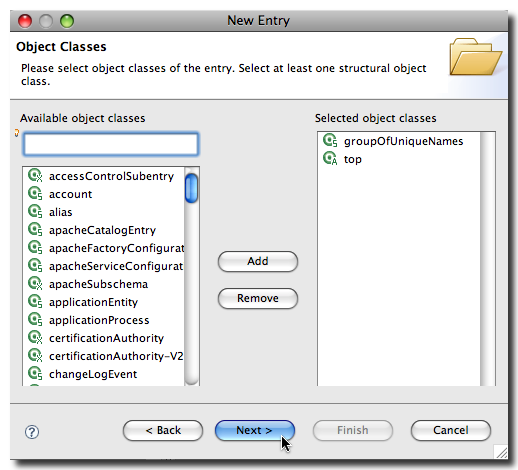 New Entry
Object Classes
Please select object classes of the entry. Select at least one structural object
class.
Available object classes
Selected object classes
accessControlSubentry
account
alias
apacheCatalogEntry
apacheFactoryConfigurat
apacheServiceConfigurat
apacheSubschema
applicationEntity
applicationProcess
certificationAuthority
certificationAuthority-V2
changeLogEvent
groupOfUniqueNames
top
Add
Remove
?
< Back
Next >
Finish
Cancel